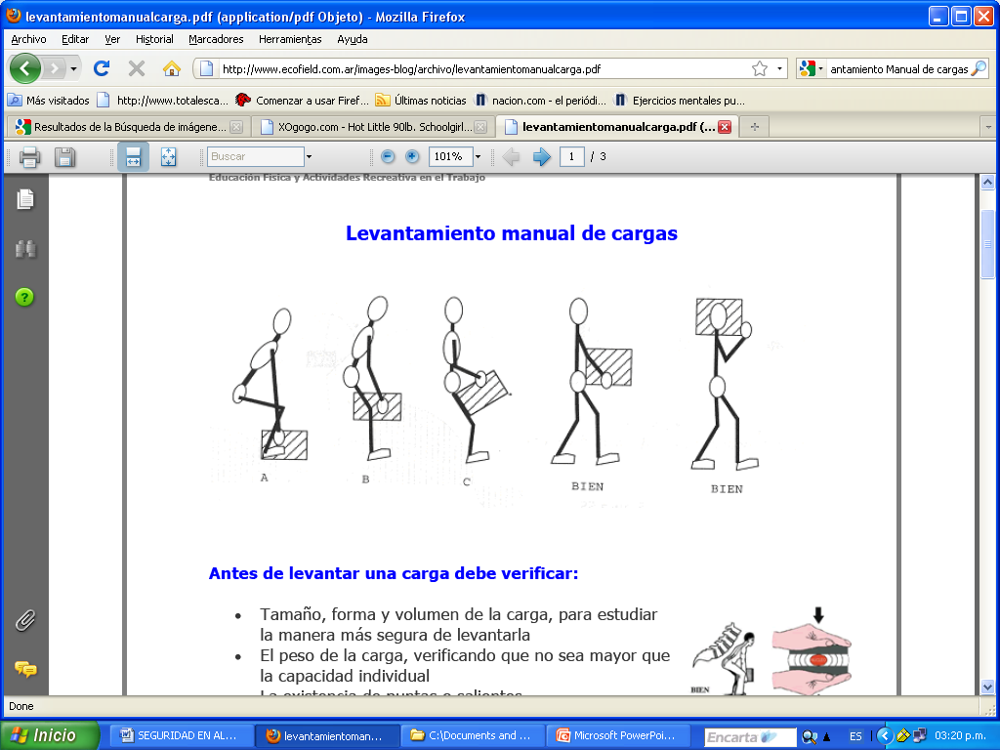 levantamientomanualcarga.pdf (application/pdf Objeto) - Mozilla Firefox
Archivo Editar Ver Historial Marcadores Herramientas Ayuda
http://www.ecofield.com.ar/images-blog/archivo/levantamientomanualcarga.pdf antamiento Manual de cargas
Más visitados http://www.totalesca... Comenzar a usar Firef... Últimas noticias nacion.com - el periódi... Ejercicios mentales pu...
Resultados de la Búsqueda de imágene... XOgogo.com - Hot Little 90lb. Schoolgirl... levantamientomanualcarga.pdf (...
Buscar 101% 1 / 3
Educación Física y Actividades Recreativa en el Trabajo
Levantamiento manual de cargas
A B C BIEN BIEN
Antes de levantar una carga debe verificar:
• Tamaño, forma y volumen de la carga, para estudiar
la manera más segura de levantarla
• El peso de la carga, verificando que no sea mayor que
la capacidad individual
La existencia de puntas o salientes
BIEN
Done
Inicio SEGURIDAD EN AL... levantamientoman... C:\Documents and ... Microsoft PowerPoi... Encarta ES 03:20 p.m.